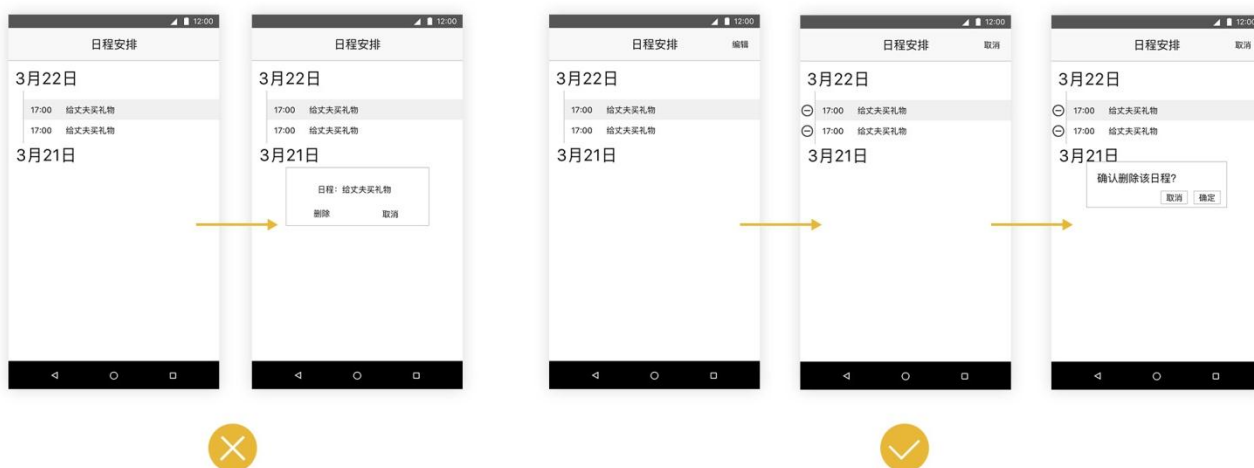 12:00
日程安排
3月22日
17:00 给丈夫买礼物
17:00 给丈夫买礼物
3月21日
12:00
日程安排
3月22日
17:00 给丈夫买礼物
17:00 给丈夫买礼物
3月21日
日程：给丈夫买礼物
删除 取消
12:00
日程安排 编辑
3月22日
17:00 给丈夫买礼物
17:00 给丈夫买礼物
3月21日
12:00
日程安排 取消
3月22日
17:00 给丈夫买礼物
17:00 给丈夫买礼物
3月21日
12:00
日程安排 取消
3月22日
17:00 给丈夫买礼物
17:00 给丈夫买礼物
3月21日
确认删除该日程?
取消 确定